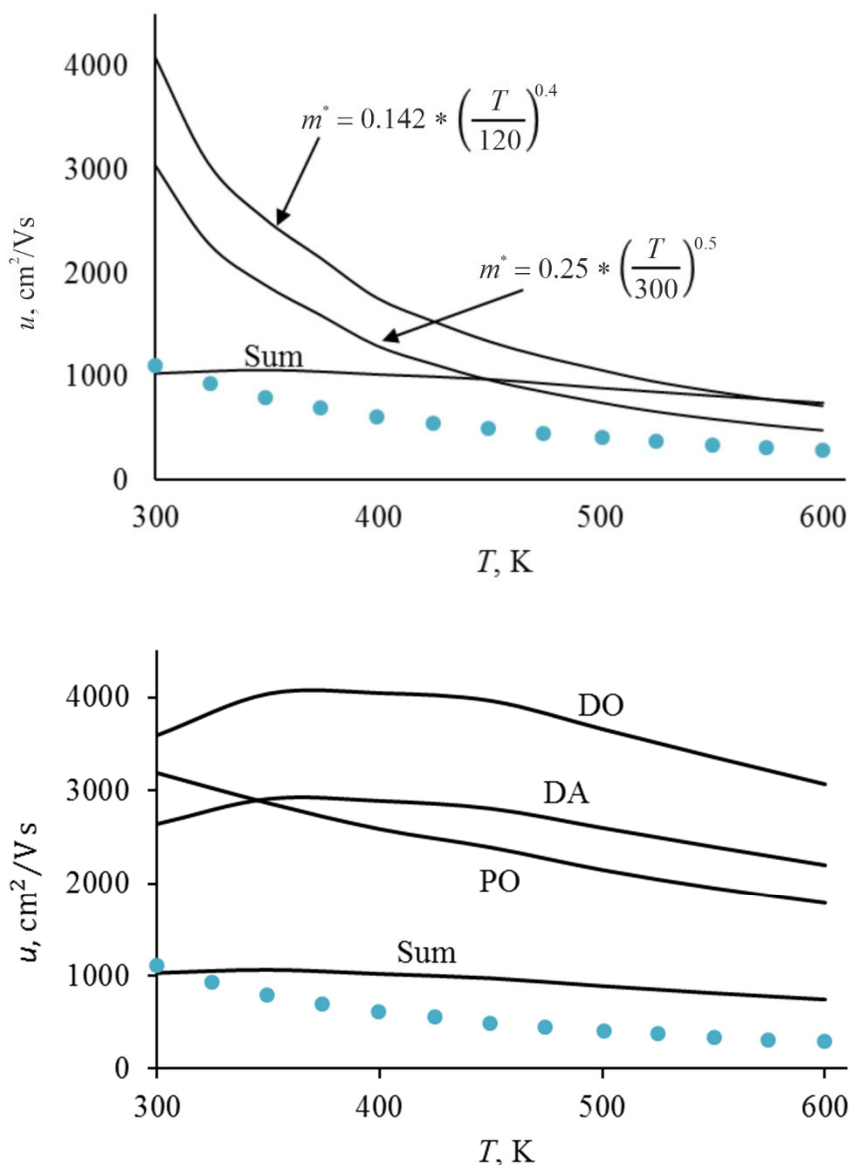 4000
m* = 0.142 * (T/120)^0.4
3000
u, cm²/Vs
m* = 0.25 * (T/300)^0.5
2000
Sum
1000
0
300 400 500 600
T, K
4000
DO
3000
DA
u, cm²/Vs
PO
2000
Sum
1000
0
300 400 500 600
T, K